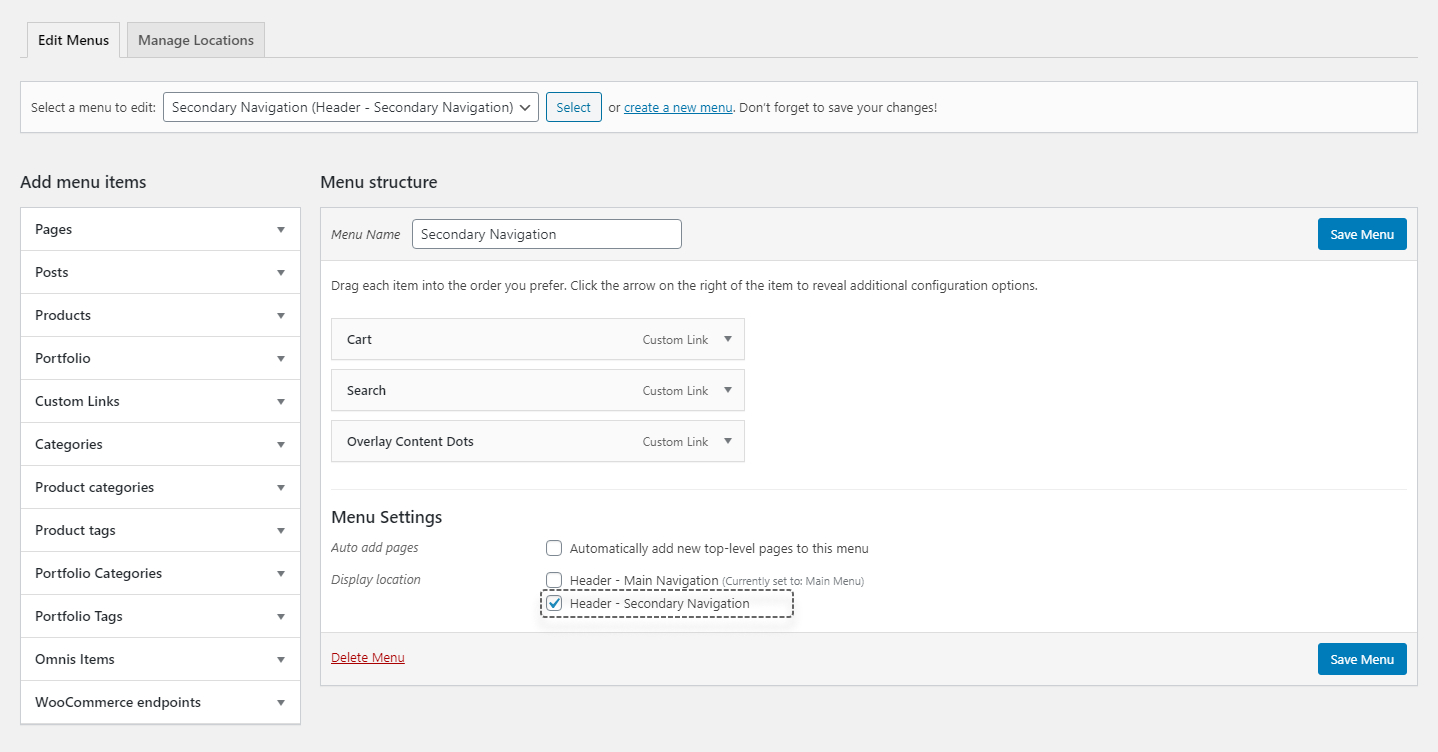 Edit Menus Manage Locations
Select a menu to edit: Secondary Navigation (Header - Secondary Navigation) Select or create a new menu. Don't forget to save your changes!
Add menu items
Pages
Posts
Products
Portfolio
Custom Links
Categories
Product categories
Product tags
Portfolio Categories
Portfolio Tags
Omnis Items
WooCommerce endpoints
Menu structure
Menu Name Secondary Navigation Save Menu
Drag each item into the order you prefer. Click the arrow on the right of the item to reveal additional configuration options.
Cart Custom Link
Search Custom Link
Overlay Content Dots Custom Link
Menu Settings
Auto add pages Automatically add new top-level pages to this menu
Display location Header - Main Navigation (Currently set to: Main Menu)
Header - Secondary Navigation
Delete Menu Save Menu